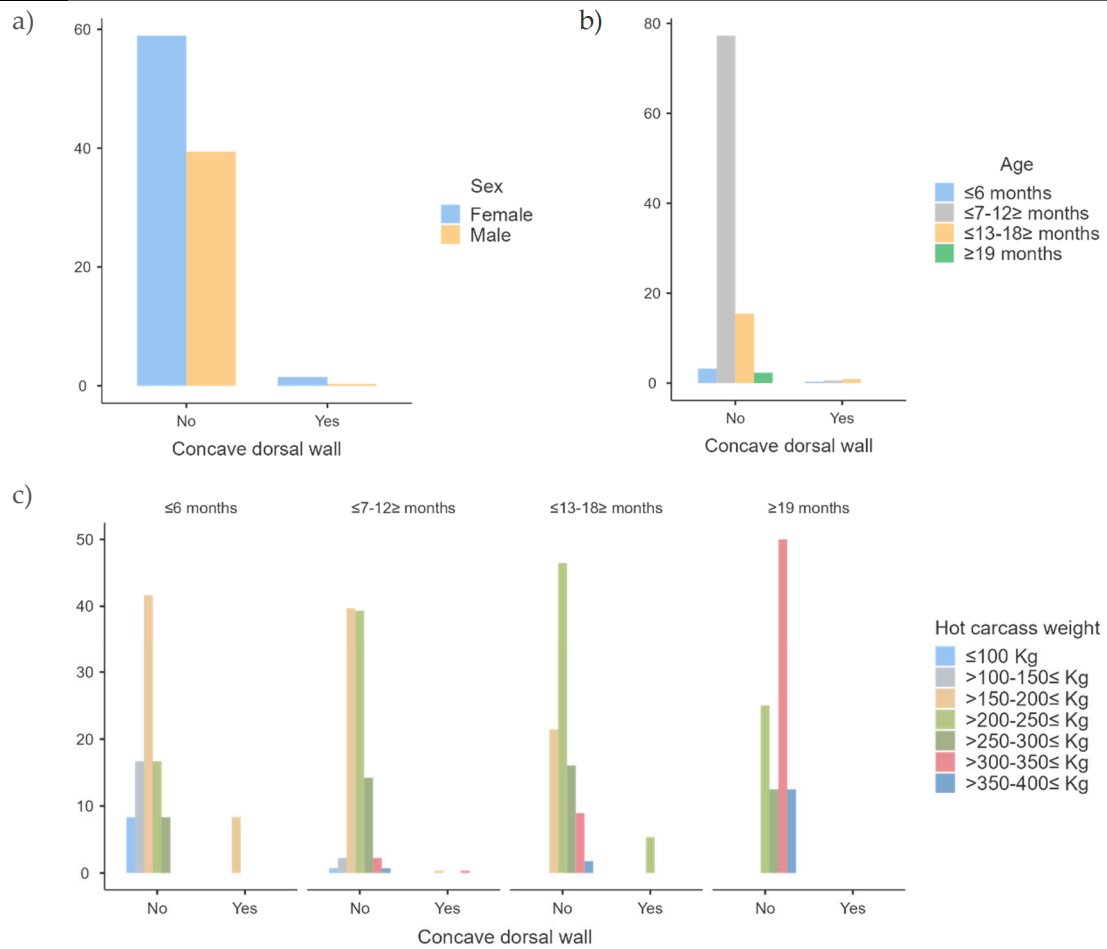 a)
60
40
20
0
No Yes
Concave dorsal wall
Sex
Female
Male
b)
80
60
40
20
0
No Yes
Concave dorsal wall
Age
≤6 months
≤7-12≥ months
≤13-18≥ months
≥19 months
c)
≤6 months ≤7-12≥ months ≤13-18≥ months ≥19 months
50
40
30
20
10
0
No Yes No Yes No Yes No Yes
Concave dorsal wall
Hot carcass weight
≤100 Kg
>100-150≤ Kg
>150-200≤ Kg
>200-250≤ Kg
>250-300≤ Kg
>300-350≤ Kg
>350-400≤ Kg